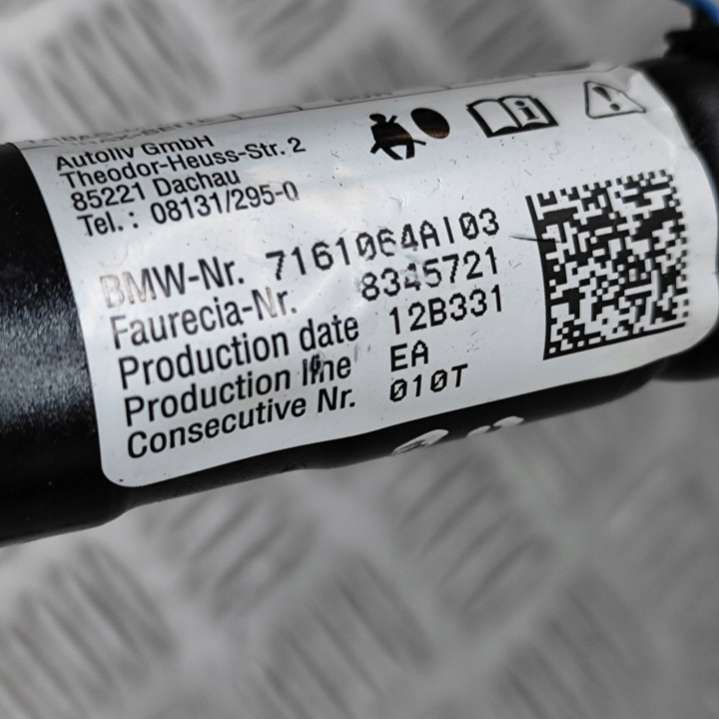 Autoliv GmbH
Theodor-Heuss-Str. 2
85221 Dachau
Tel.: 08131/295-0
BMW-Nr. 7161064AI03
Faurecia-Nr. 8345721
Production date 12B331
Production line EA
Consecutive Nr. 010T